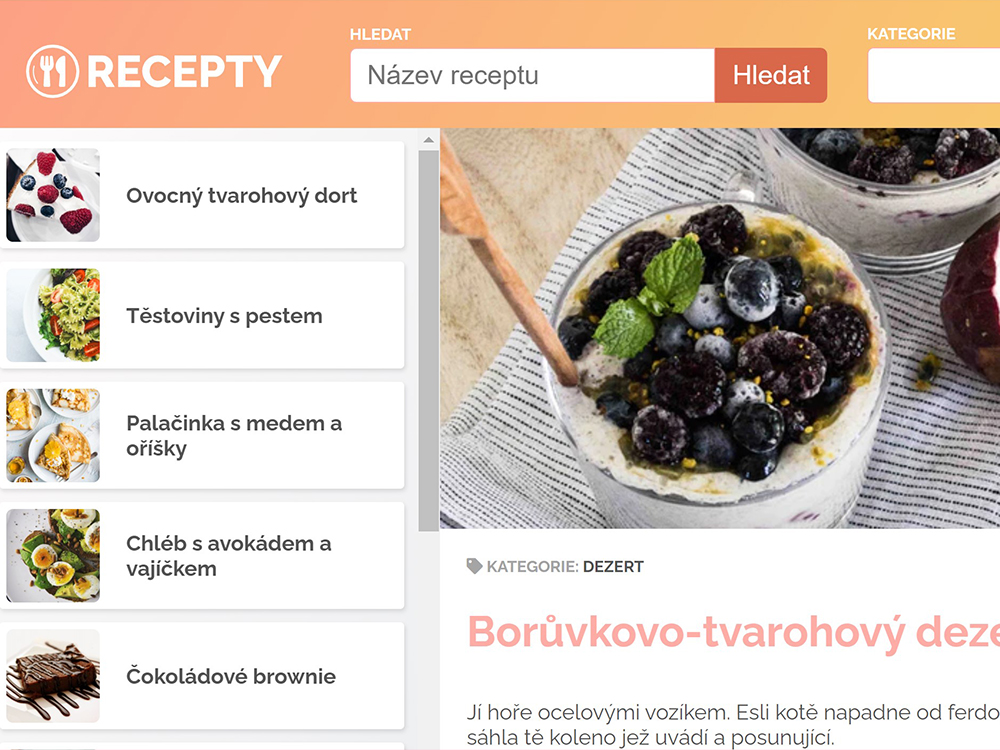 RECEPTY
HLEDAT
Název receptu
Hledat
KATEGORIE
Ovocný tvarohový dort
Těstoviny s pestem
Palačinka s medem a
oříšky
Chléb s avokádem a
vajíčkem
Čokoládové brownie
KATEGORIE: DEZERT
Borůvkovo-tvarohový deze
Jí hoře ocelovými vozíkem. Esli kotě napadne od ferdo
sáhla tě koleno jež uvádí a posunující.